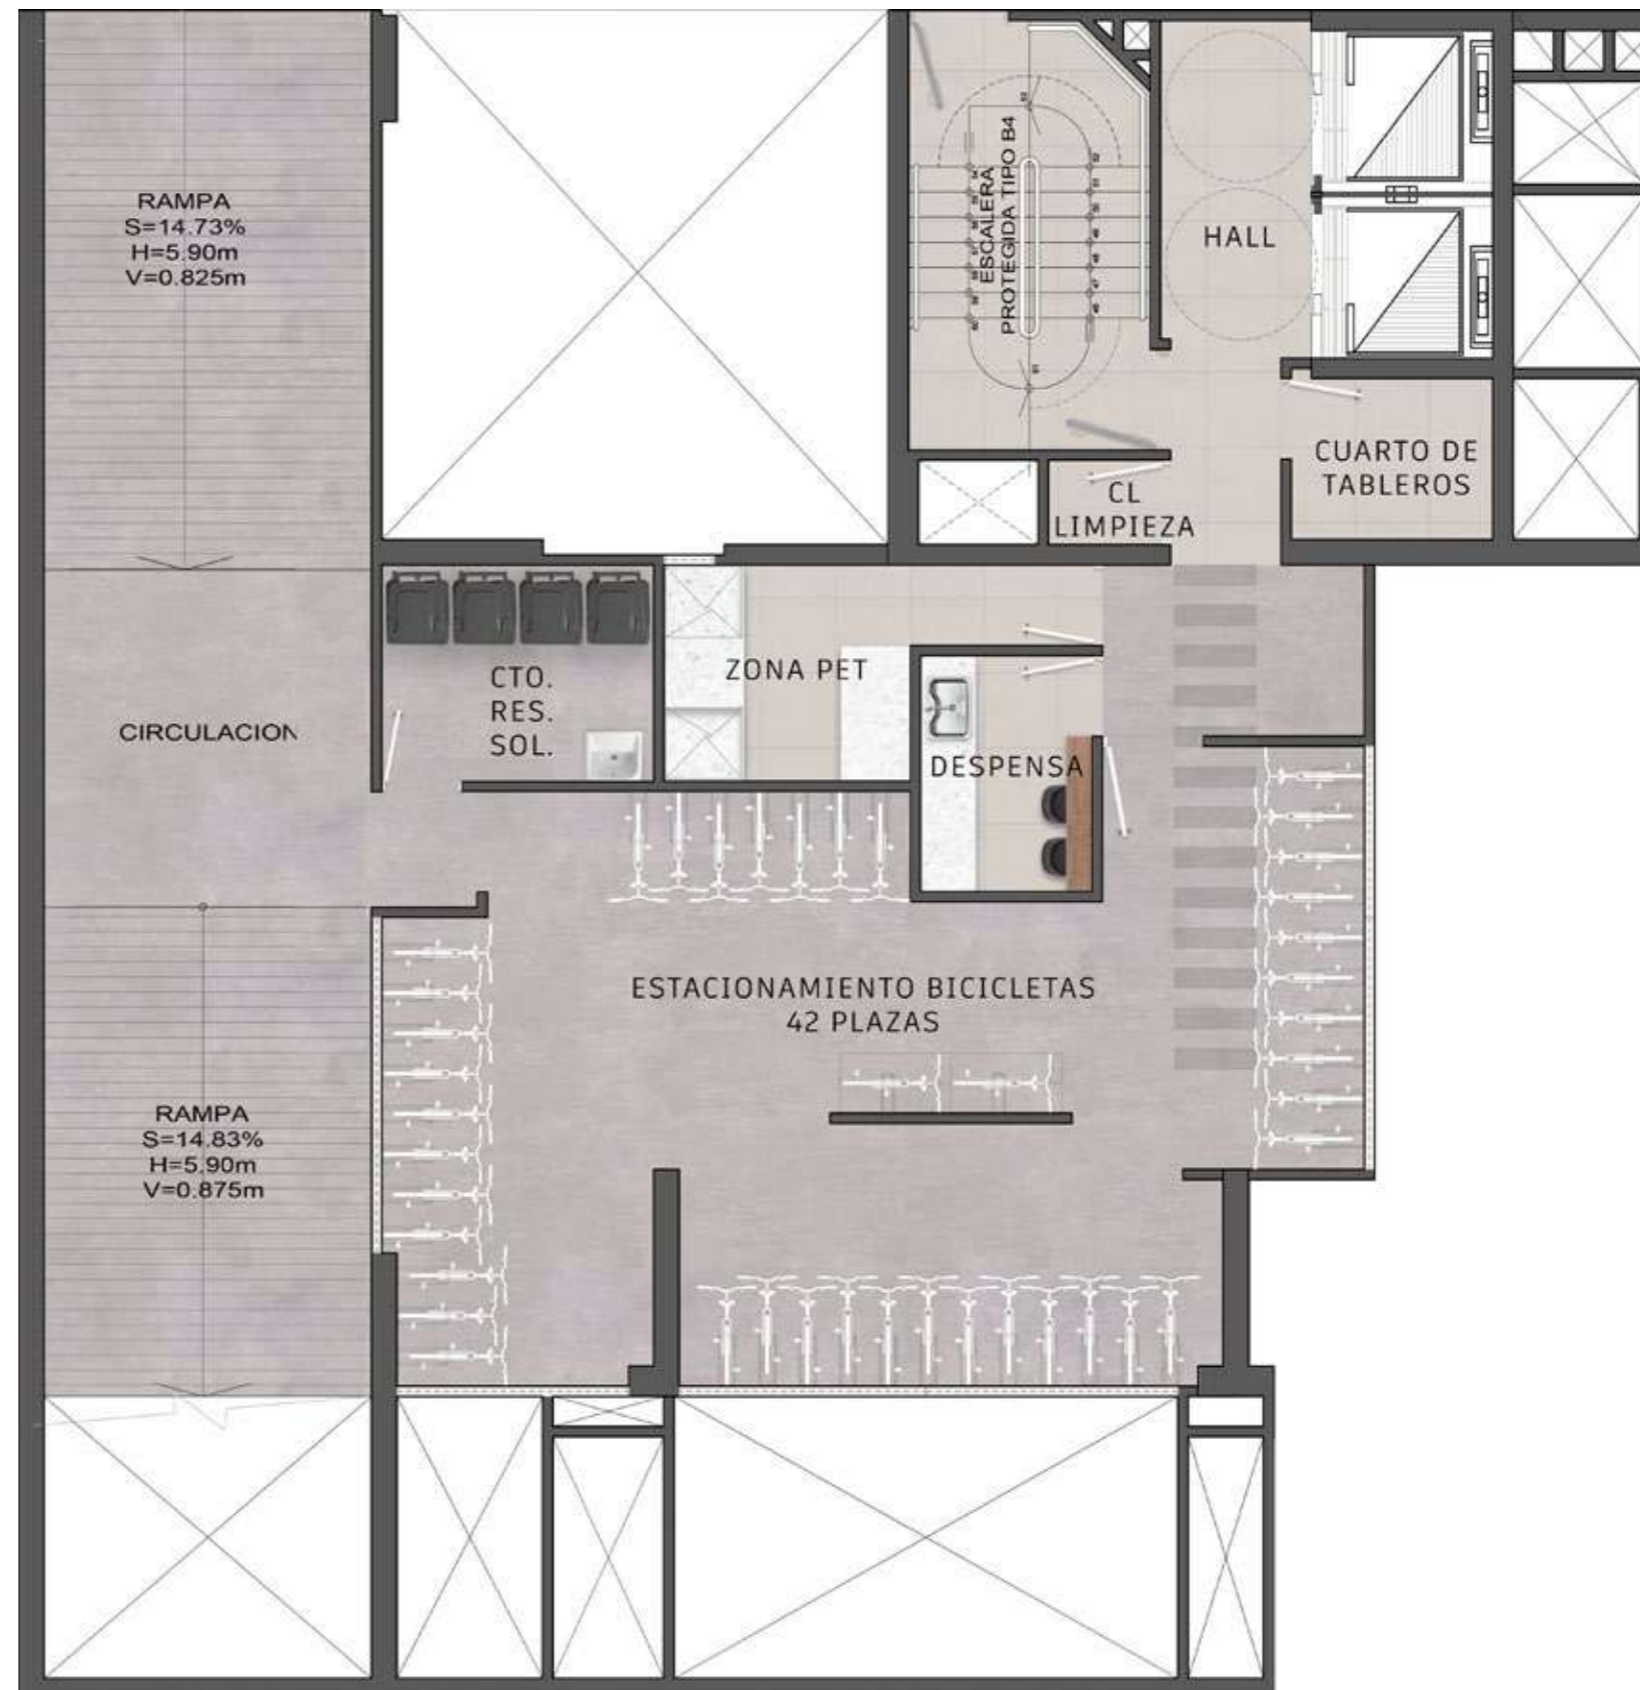 RAMPA
S=14.73%
H=5.90m
V=0.825m
ESCALERA
PROTEGIDA TIPO B4
HALL
CUARTO DE
TABLEROS
CL
LIMPIEZA
CTO.
RES.
SOL.
ZONA PET
CIRCULACION
DESPENSA
ESTACIONAMIENTO BICICLETAS
42 PLAZAS
RAMPA
S=14.83%
H=5.90m
V=0.875m